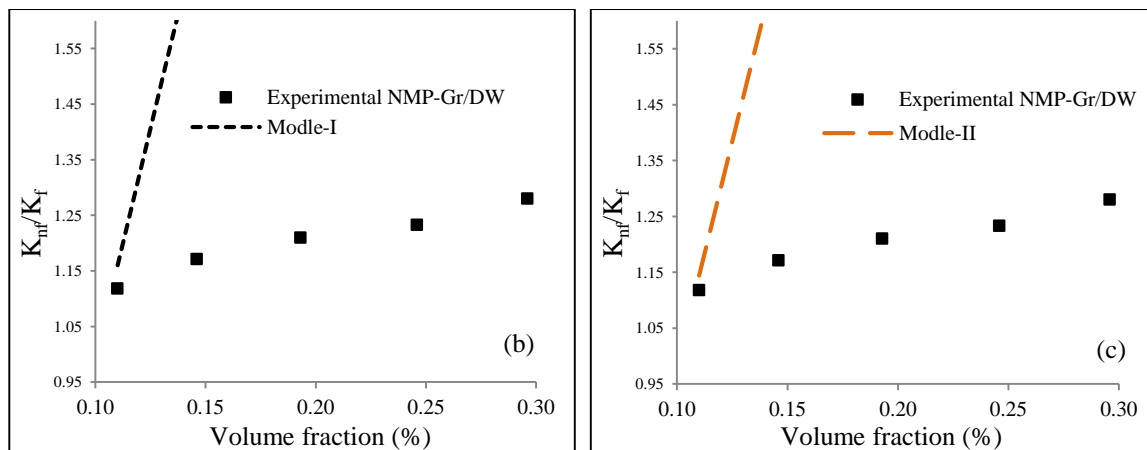 1.55
1.45
1.35
1.25
1.15
1.05
0.95
Knf/Kf
Experimental NMP-Gr/DW
Modle-I
(b)
0.10 0.15 0.20 0.25 0.30
Volume fraction (%)
1.55
1.45
1.35
1.25
1.15
1.05
0.95
Knf/Kf
Experimental NMP-Gr/DW
Modle-II
(c)
0.10 0.15 0.20 0.25 0.30
Volume fraction (%)